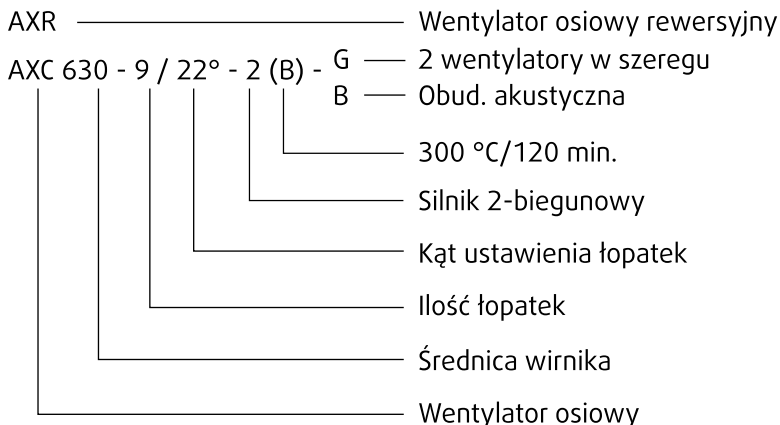 AXR Wentylator osiowy rewersyjny
AXC 630 - 9 / 22° - 2 (B) - G 2 wentylatory w szeregu
B Obud. akustyczna
300 °C/120 min.
Silnik 2-biegunowy
Kąt ustawienia łopatek
Ilość łopatek
Średnica wirnika
Wentylator osiowy